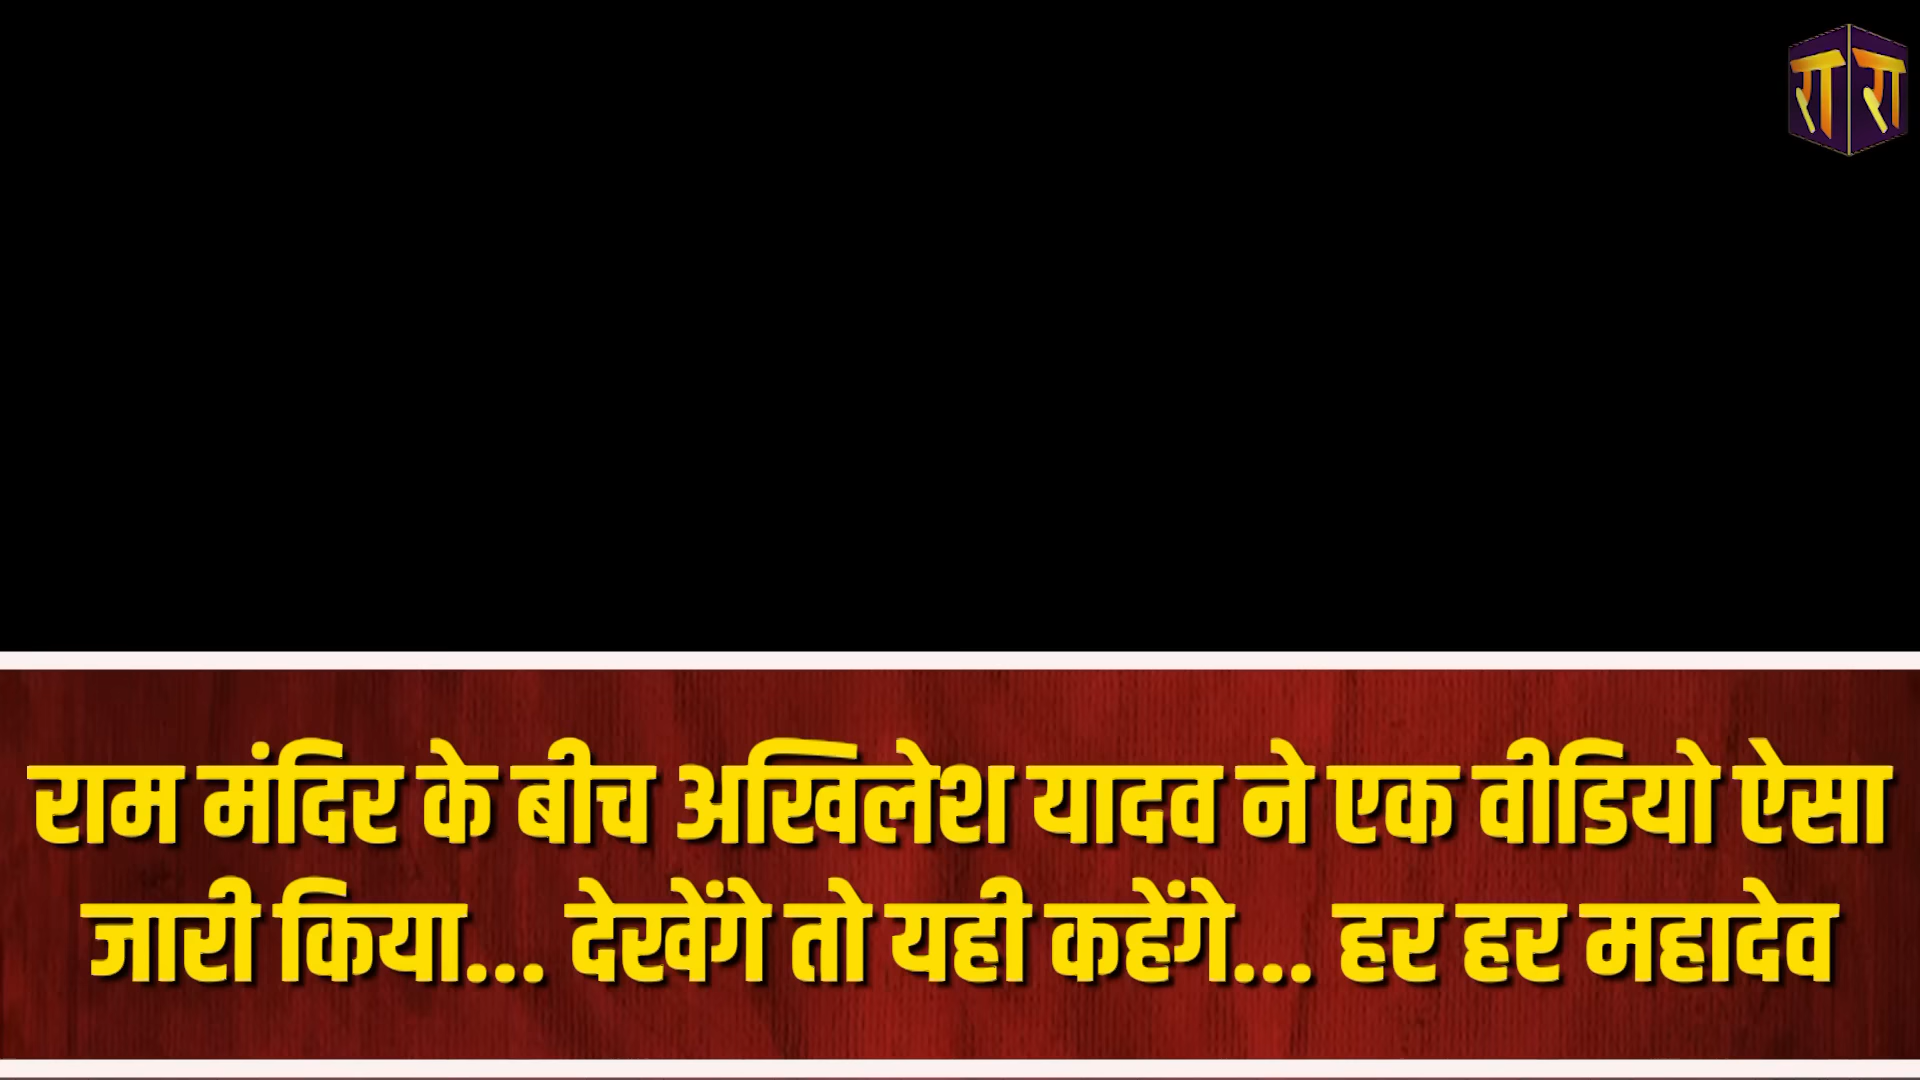 रा रा
राम मंदिर के बीच अखिलेश यादव ने एक वीडियो ऐसा
जारी किया... देखेंगे तो यही कहेंगे... हर हर महादेव